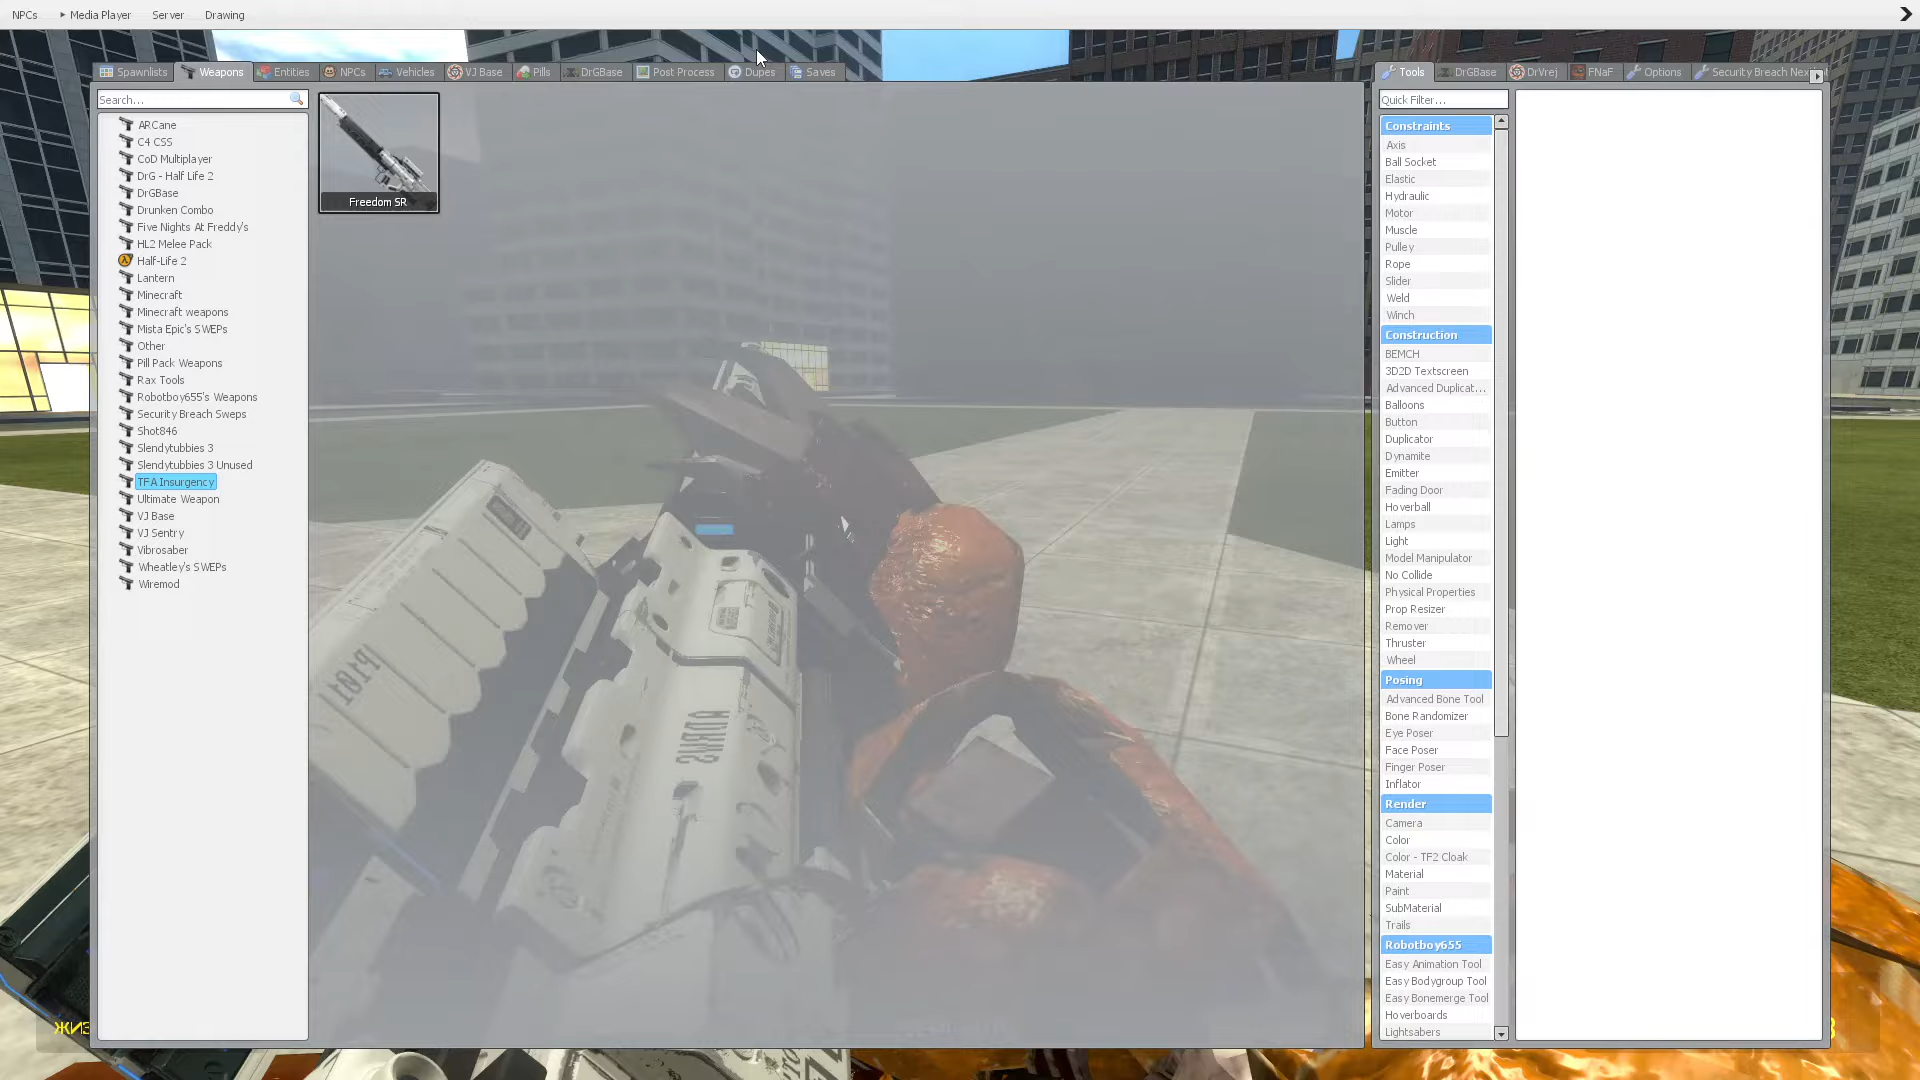 NPCs
Media Player
Server
Drawing
Spawnlists
Weapons
Entities
NPCs
Vehicles
VJ Base
Pills
DrGBase
Post Process
Dupes
Saves
Search...
ARCane
C4 CSS
CoD Multiplayer
DrG - Half Life 2
DrGBase
Drunken Combo
Five Nights At Freddy's
HL2 Melee Pack
Half-Life 2
Lantern
Minecraft
Minecraft weapons
Mista Epic's SWEPs
Other
Pill Pack Weapons
Rax Tools
Robotboy655's Weapons
Security Breach Sweps
Shot846
Slendytubbies 3
Slendytubbies 3 Unused
TFA Insurgency
Ultimate Weapon
VJ Base
VJ Sentry
Vibrosaber
Wheatley's SWEPs
Wiremod
Freedom SR
Tools
DrGBase
DrVrej
FNaF
Options
Security Breach Nex
Quick Filter...
Constraints
Axis
Ball Socket
Elastic
Hydraulic
Motor
Muscle
Pulley
Rope
Slider
Weld
Winch
Construction
BEMCH
3D2D Textscreen
Advanced Duplicat...
Balloons
Button
Duplicator
Dynamite
Emitter
Fading Door
Hoverball
Lamps
Light
Model Manipulator
No Collide
Physical Properties
Prop Resizer
Remover
Thruster
Wheel
Posing
Advanced Bone Tool
Bone Randomizer
Eye Poser
Face Poser
Finger Poser
Inflator
Render
Camera
Color
Color - TF2 Cloak
Material
Paint
SubMaterial
Trails
Robotboy655
Easy Animation Tool
Easy Bodygroup Tool
Easy Bonemerge Tool
Hoverboards
Lightsabers
ЖИЗ